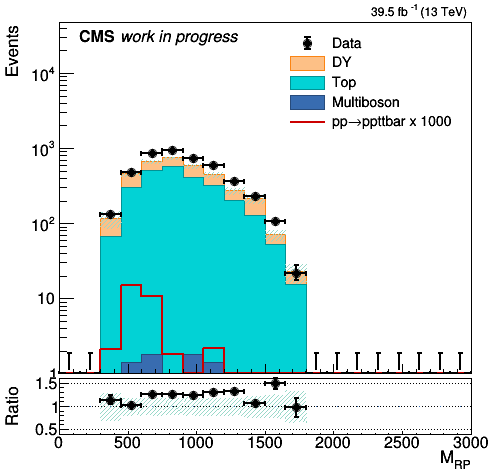 39.5 fb⁻¹ (13 TeV)
CMS work in progress
Events
Data
DY
Top
Multiboson
pp→ppttbar x 1000
10⁴
10³
10²
10
1
Ratio
1.5
1
0.5
0 500 1000 1500 2000 2500 3000
M_RP